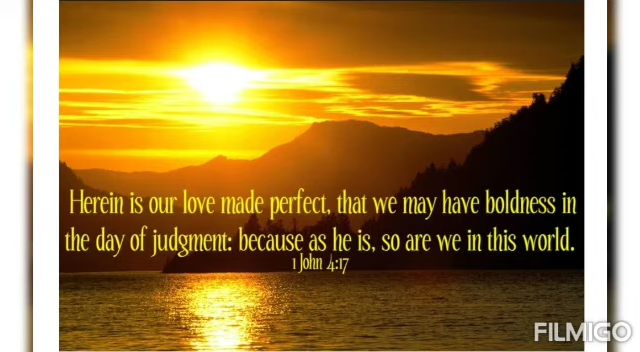 Herein is our love made perfect, that we may have boldness in
the day of judgment: because as he is, so are we in this world.
1 John 4:17
FILMIGO